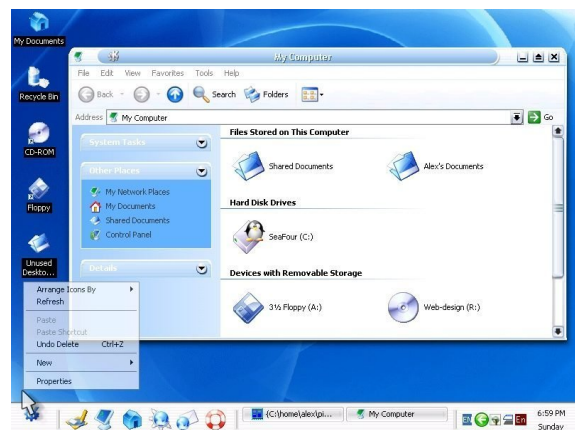 My Documents
Recycle Bin
CD-ROM
Floppy
Unused
Deskto...
My Computer
File Edit View Favorites Tools Help
Back Search Folders
Address My Computer Go
System Tasks
Other Places
My Network Places
My Documents
Shared Documents
Control Panel
Details
Files Stored on This Computer
Shared Documents Alex's Documents
Hard Disk Drives
SeaFour (C:)
Devices with Removable Storage
3½ Floppy (A:) Web-design (R:)
Arrange Icons By
Refresh
Paste
Paste Shortcut
Undo Delete Ctrl+Z
New
Properties
{C:\home\alex\pi... My Computer En 6:59 PM
Sunday